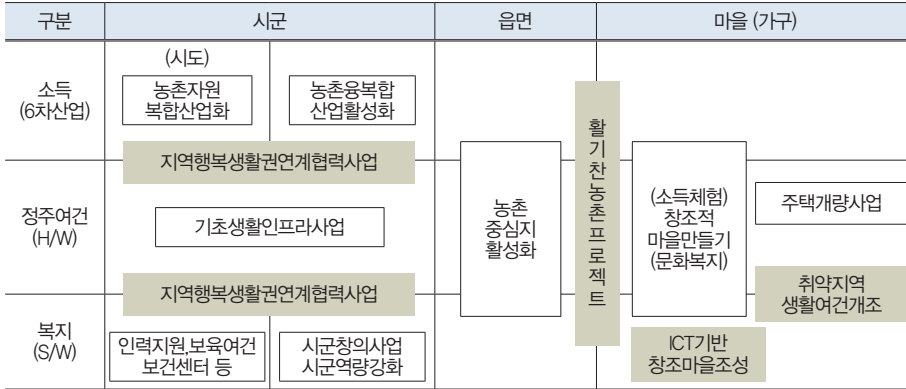 구분
시군
읍면
마을 (가구)
소득
(6차산업)
(시도)
농촌자원
복합산업화
농촌융복합
산업활성화
지역행복생활권연계협력사업
정주여건
(H/W)
기초생활인프라사업
농촌
중심지
활성화
활기찬농촌프로젝트
(소득체험)
창조적
마을만들기
(문화복지)
주택개량사업
지역행복생활권연계협력사업
취약지역
생활여건개조
복지
(S/W)
인력지원,보육여건
보건센터 등
시군창의사업
시군역량강화
ICT기반
창조마을조성